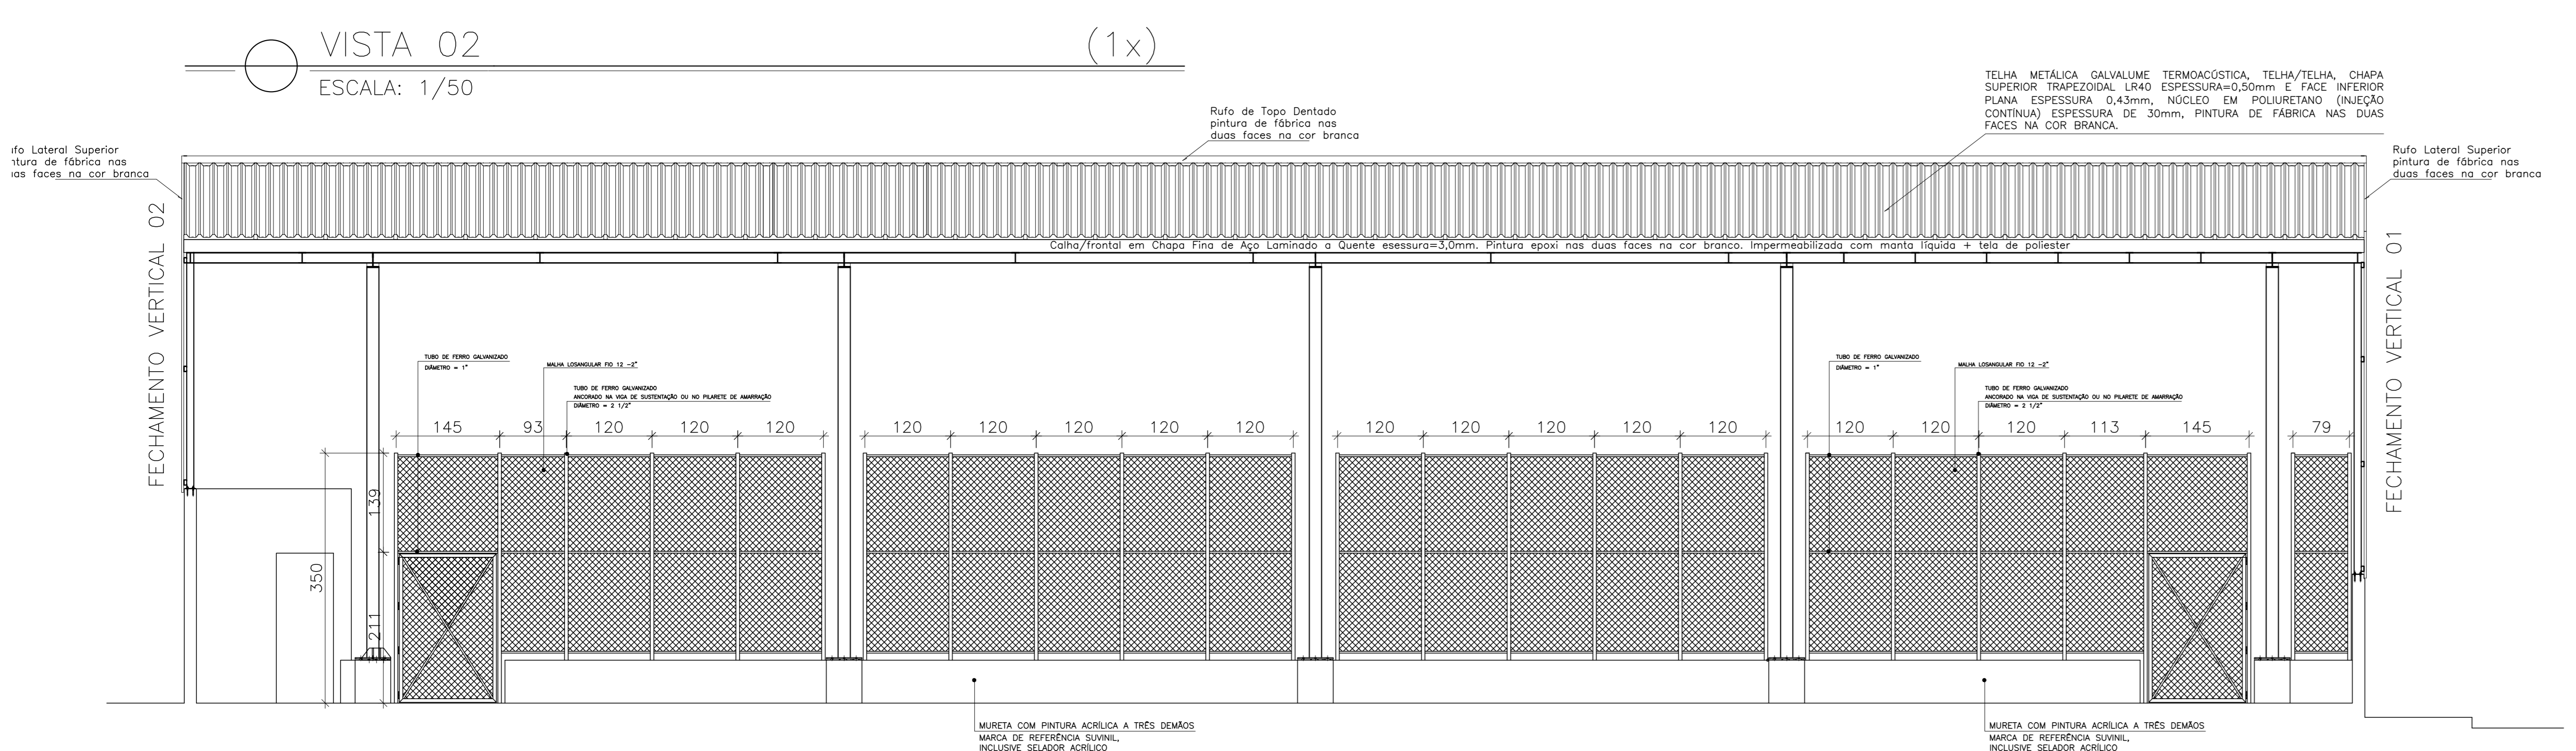 VISTA 02
(1x)
ESCALA: 1/50
TELHA METÁLICA GALVALUME TERMOACÚSTICA, TELHA/TELHA, CHAPA
SUPERIOR TRAPEZOIDAL LR40 ESPESSURA=0,50mm E FACE INFERIOR
PLANA ESPESSURA 0,43mm, NÚCLEO EM POLIURETANO (INJEÇÃO
CONTÍNUA) ESPESSURA DE 30mm, PINTURA DE FÁBRICA NAS DUAS
FACES NA COR BRANCA.
Rufo de Topo Dentado
pintura de fábrica nas
duas faces na cor branca
ifo Lateral Superior
ntura de fábrica nas
ias faces na cor branca
Rufo Lateral Superior
pintura de fábrica nas
duas faces na cor branca
FECHAMENTO VERTICAL 02
Calha/frontal em Chapa Fina de Aço Laminado a Quente esessura=3,0mm. Pintura epoxi nas duas faces na cor branco. Impermeabilizada com manta líquida + tela de poliester
FECHAMENTO VERTICAL 01
TUBO DE FERRO GALVANIZADO
DIÂMETRO = 1"
MALHA LOSANGULAR FIO 12 -2"
TUBO DE FERRO GALVANIZADO
ANCORADO NA VIGA DE SUSTENTAÇÃO OU NO PILARETE DE AMARRAÇÃO
DIÂMETRO = 2 1/2"
TUBO DE FERRO GALVANIZADO
DIÂMETRO = 1"
MALHA LOSANGULAR FIO 12 -2"
TUBO DE FERRO GALVANIZADO
ANCORADO NA VIGA DE SUSTENTAÇÃO OU NO PILARETE DE AMARRAÇÃO
DIÂMETRO = 2 1/2"
145 93 120 120 120 120 120 120 120 120 120 120 120 120 120 120 120 120 113 145 79
139
350
211
MURETA COM PINTURA ACRÍLICA A TRÊS DEMÃOS
MARCA DE REFERÊNCIA SUVINIL,
INCLUSIVE SELADOR ACRÍLICO
MURETA COM PINTURA ACRÍLICA A TRÊS DEMÃOS
MARCA DE REFERÊNCIA SUVINIL,
INCLUSIVE SELADOR ACRÍLICO